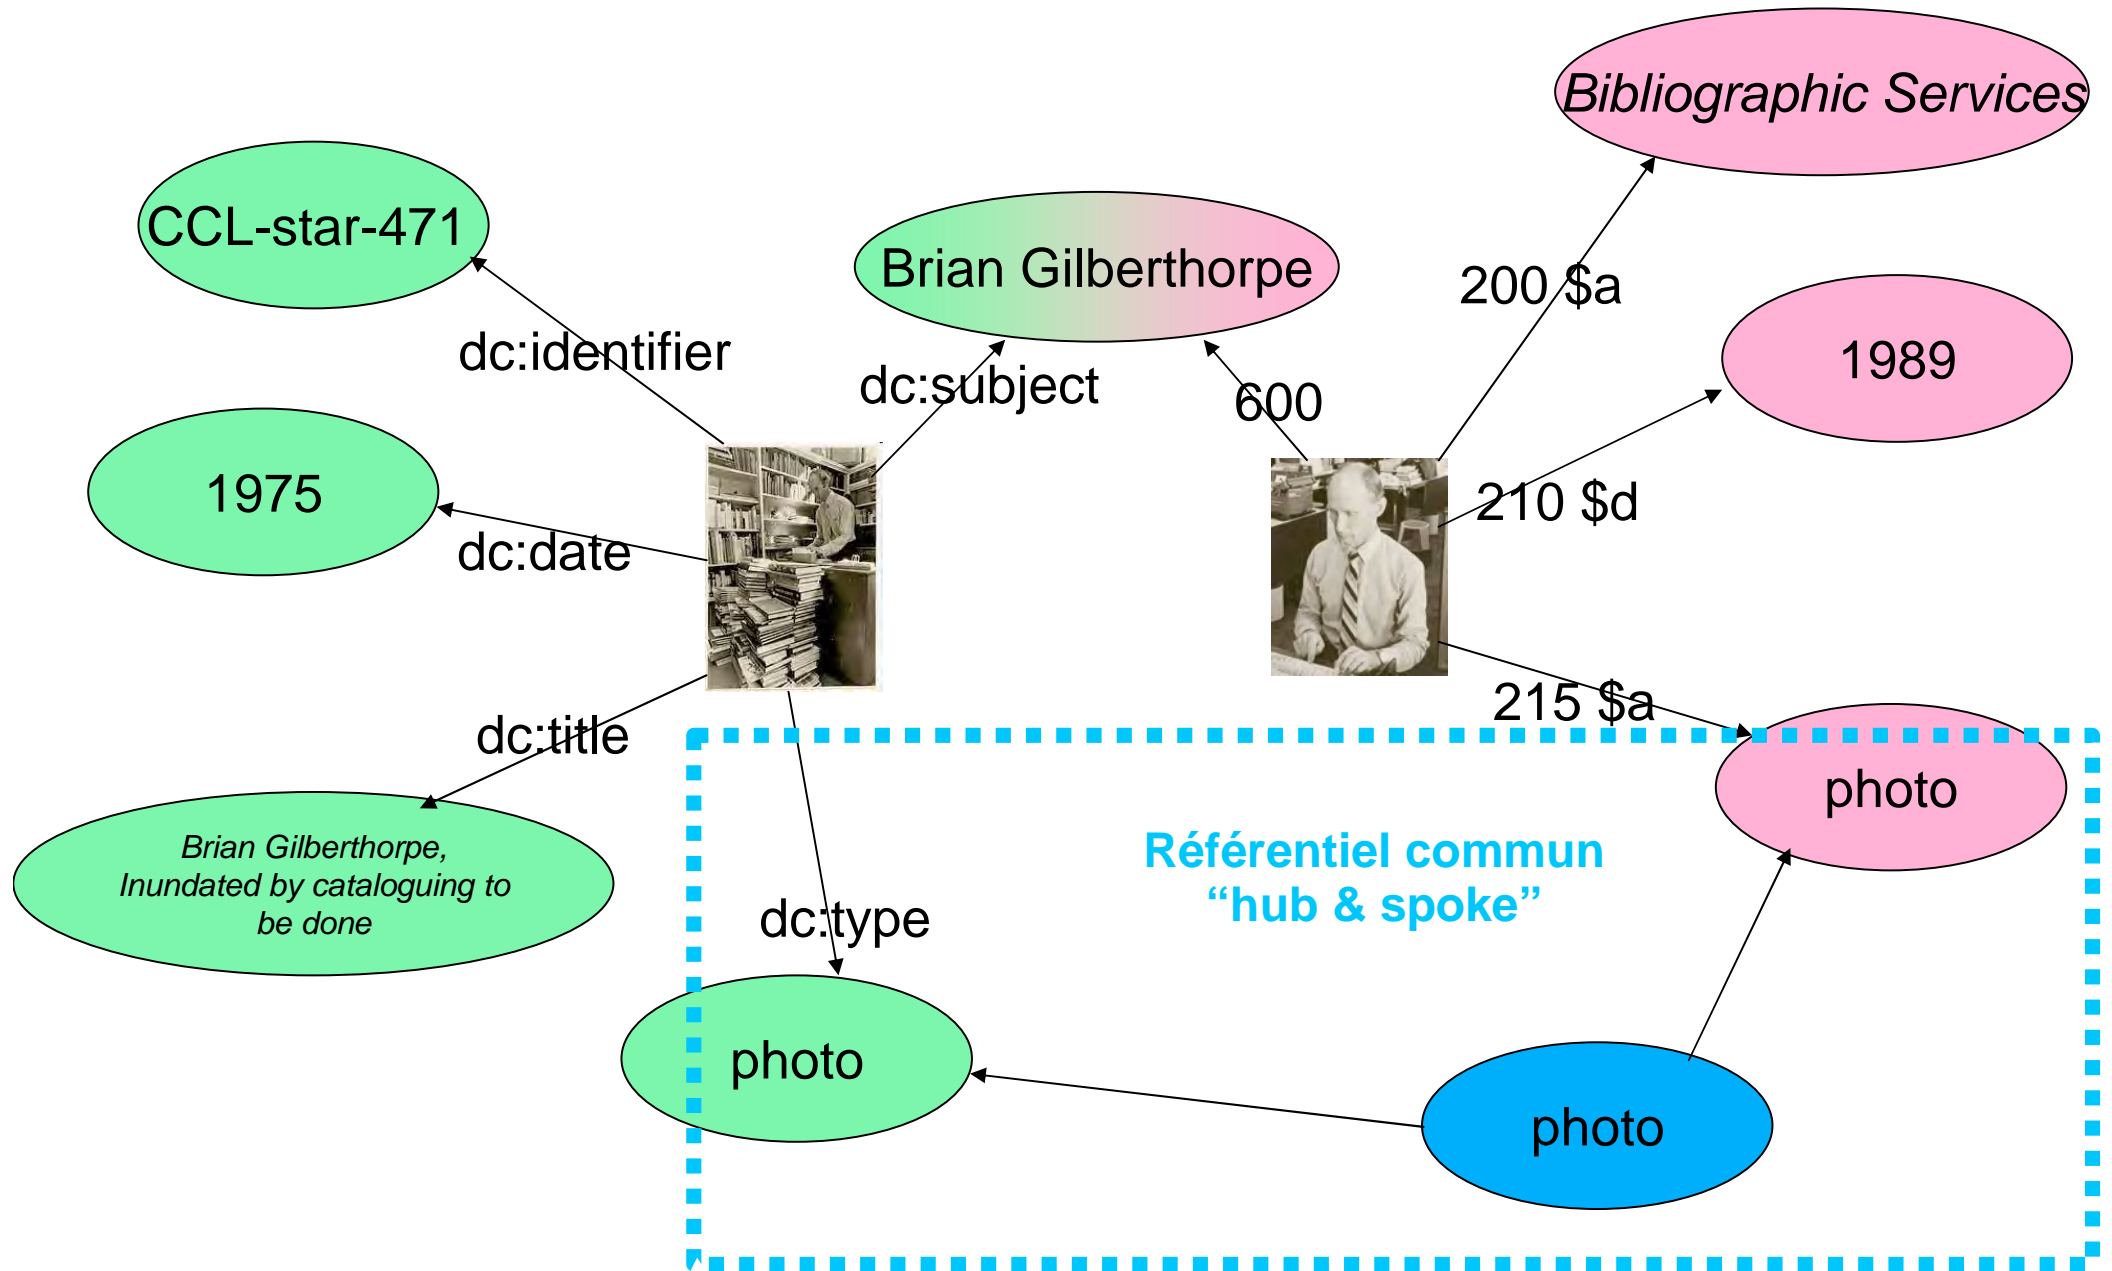 Bibliographic Services
CCL-star-471
Brian Gilberthorpe
200 $a
dc:identifier
dc:subject
600
1989
1975
dc:date
210 $d
dc:title
215 $a
photo
Brian Gilberthorpe,
Inundated by cataloguing to
be done
Référentiel commun
“hub & spoke”
dc:type
photo
photo